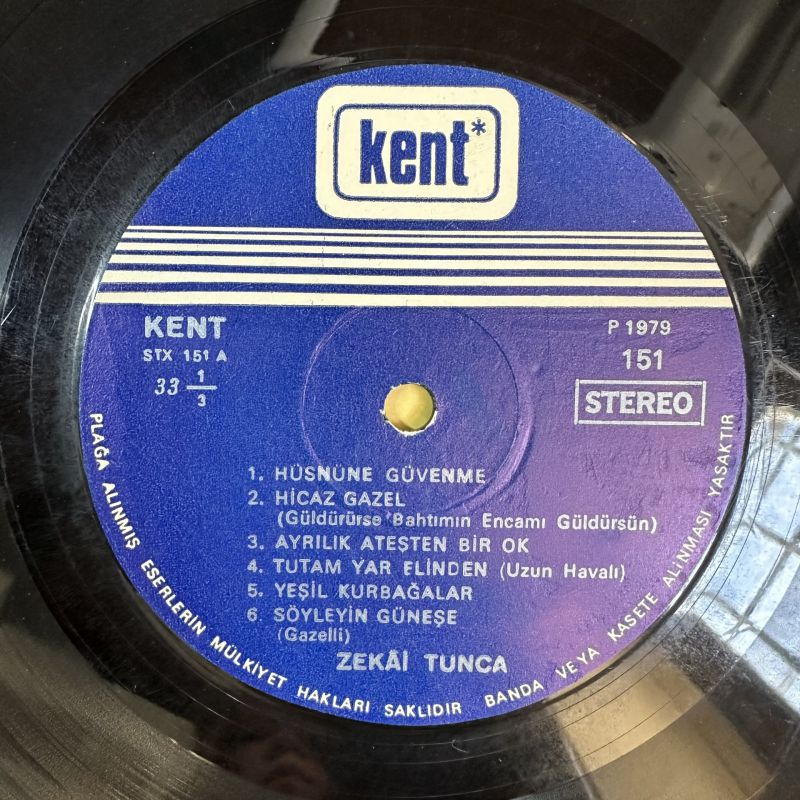 kent*
KENT
STX 151 A
33 1/3
P 1979
151
STEREO
1. HÜSNÜNE GÜVENME
2. HİCAZ GAZEL
(Güldürürse Bahtımın Encamı Güldürsün)
3. AYRILIK ATEŞTEN BİR OK
4. TUTAM YAR ELİNDEN (Uzun Havalı)
5. YEŞİL KURBAĞALAR
6. SÖYLEYİN GÜNEŞE
(Gazelli)
ZEKÂİ TUNCA
PLAĞA ALINMIŞ ESERLERİN MÜLKİYET HAKLARI SAKLIDIR BANDA VEYA KASETE ALINMASI YASAKTIR